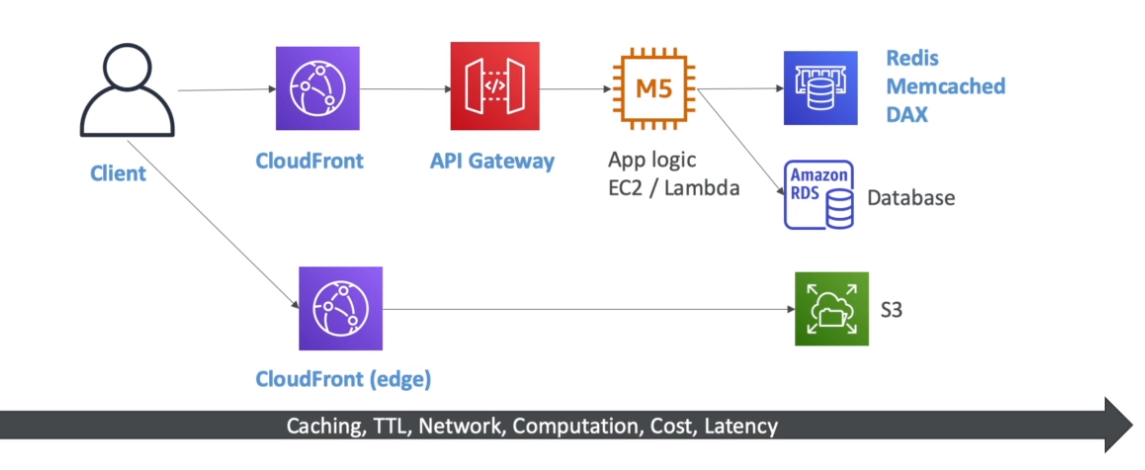 Client
CloudFront
</>
API Gateway
M5
App logic
EC2 / Lambda
Redis
Memcached
DAX
Amazon
RDS
Database
CloudFront (edge)
S3
Caching, TTL, Network, Computation, Cost, Latency